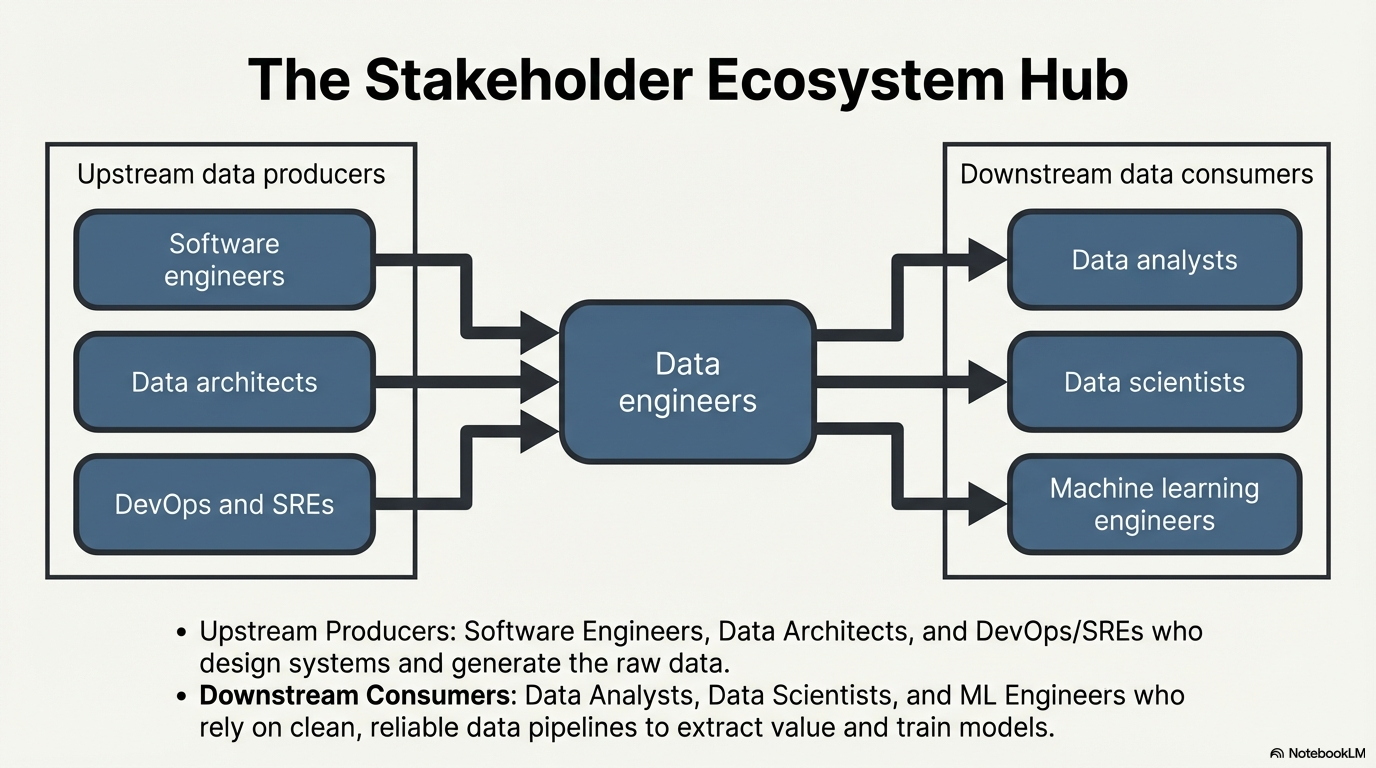 The Stakeholder Ecosystem Hub
Upstream data producers
Software
engineers
Data architects
DevOps and SREs
Data
engineers
Downstream data consumers
Data analysts
Data scientists
Machine learning
engineers
• Upstream Producers: Software Engineers, Data Architects, and DevOps/SREs who
design systems and generate the raw data.
• Downstream Consumers: Data Analysts, Data Scientists, and ML Engineers who
rely on clean, reliable data pipelines to extract value and train models.
NotebookLM